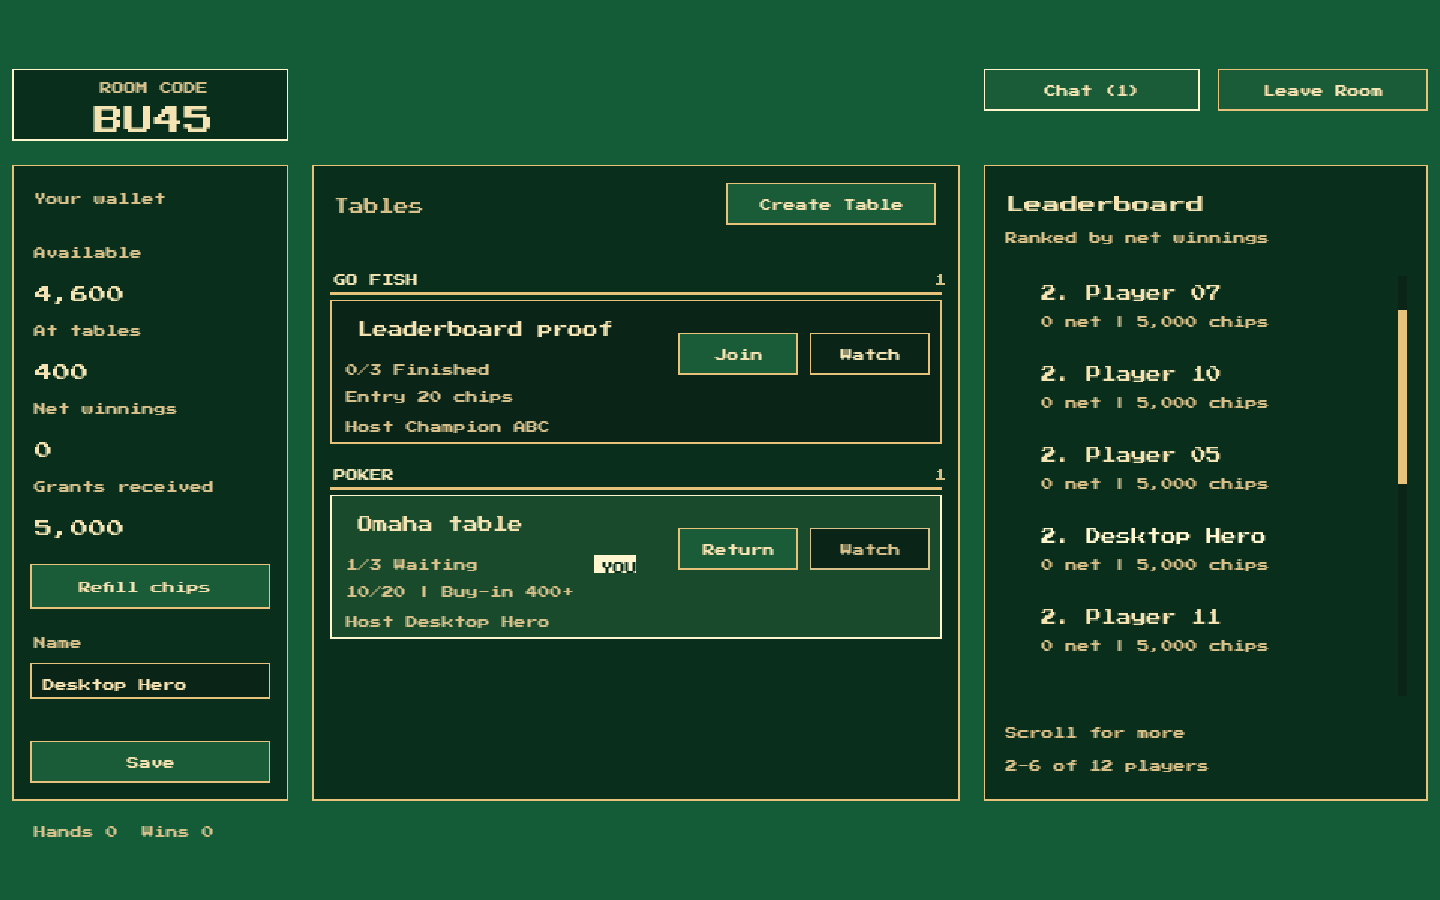 ROOM CODE
BU45
Chat (1)
Leave Room
Your wallet
Available
4,600
At tables
400
Net winnings
0
Grants received
5,000
Refill chips
Name
Desktop Hero
Save
Hands 0 Wins 0
Tables
Create Table
GO FISH 1
Leaderboard proof
0/3 Finished
Entry 20 chips
Host Champion ABC
Join
Watch
POKER 1
Omaha table
1/3 Waiting
YOU
10/20 | Buy-in 400+
Host Desktop Hero
Return
Watch
Leaderboard
Ranked by net winnings
2. Player 07
0 net | 5,000 chips
2. Player 10
0 net | 5,000 chips
2. Player 05
0 net | 5,000 chips
2. Desktop Hero
0 net | 5,000 chips
2. Player 11
0 net | 5,000 chips
Scroll for more
2-6 of 12 players